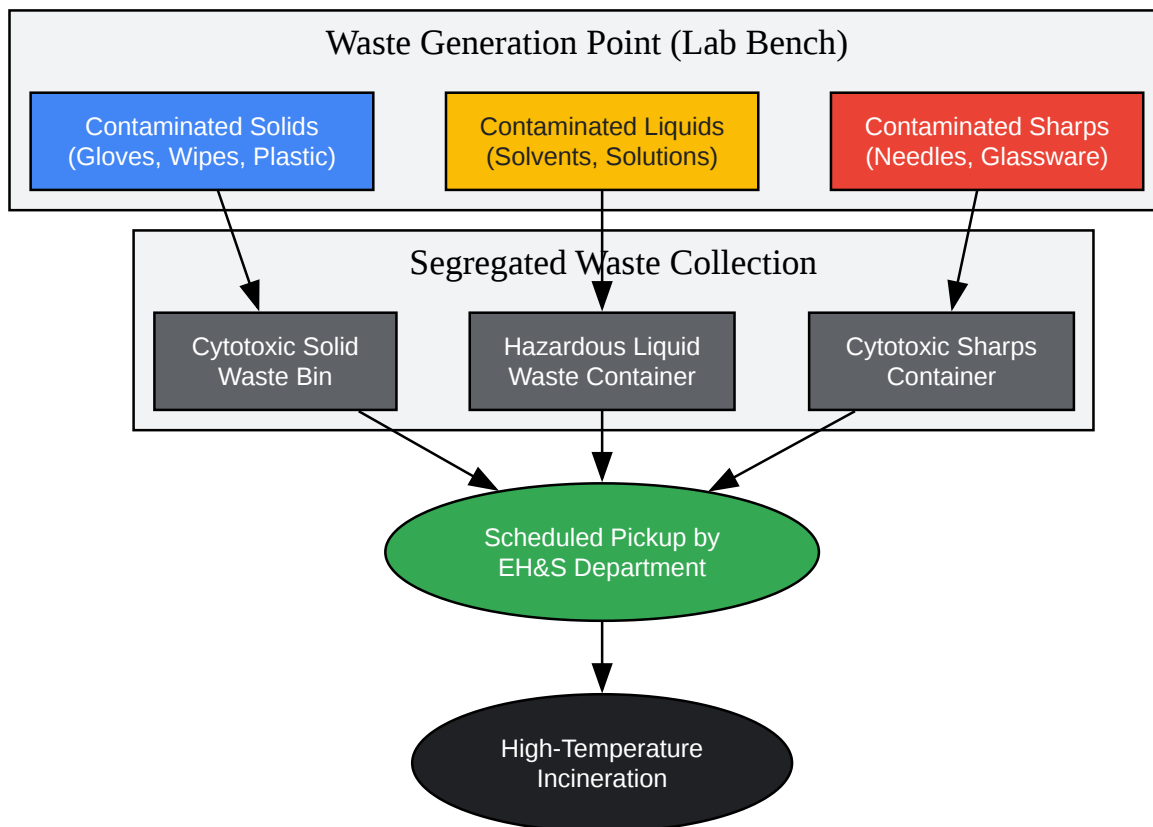 Waste Generation Point (Lab Bench)
Contaminated Solids
(Gloves, Wipes, Plastic)
Contaminated Liquids
(Solvents, Solutions)
Contaminated Sharps
(Needles, Glassware)
Segregated Waste Collection
Cytotoxic Solid
Waste Bin
Hazardous Liquid
Waste Container
Cytotoxic Sharps
Container
Scheduled Pickup by
EH&S Department
High-Temperature
Incineration